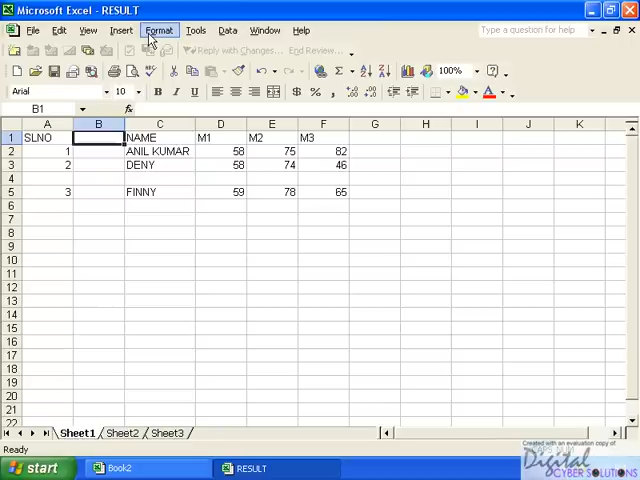 Microsoft Excel - RESULT
File Edit View Insert Format Tools Data Window Help
Type a question for help
Reply with Changes... End Review...
Σ 100%
Arial 10 B I U $ % , A
B1 fx
A B C D E F G H I J K
1 SLNO NAME M1 M2 M3
2 1 ANIL KUMAR 58 75 82
3 2 DENY 58 74 46
4
5 3 FINNY 59 78 65
6
7
8
9
10
11
12
13
14
15
16
17
18
19
20
21
22
Sheet1 Sheet2 Sheet3
Ready
Created with an evaluation copy of
Digital
CYBER SOLUTIONS
start Book2 RESULT